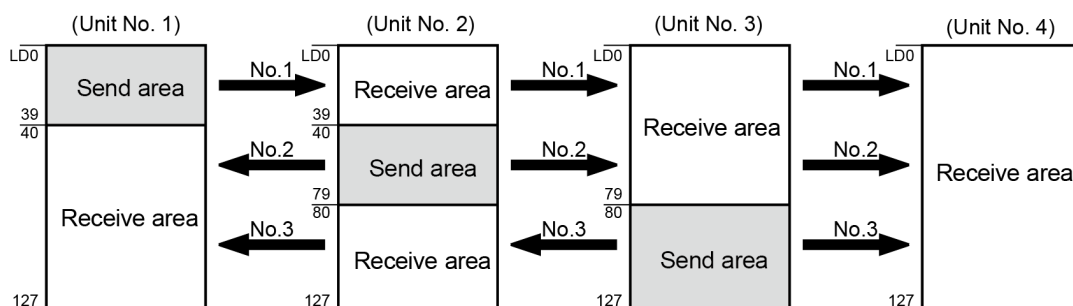 (Unit No. 1) (Unit No. 2) (Unit No. 3) (Unit No. 4)
LD0 LD0 LD0 LD0
Send area No.1 Receive area No.1 Receive area No.1 Receive area
39 39
40 40
No.2 Send area No.2 No.2
Receive area 79 79
80 80
No.3 Receive area No.3 Send area No.3
127 127 127 127